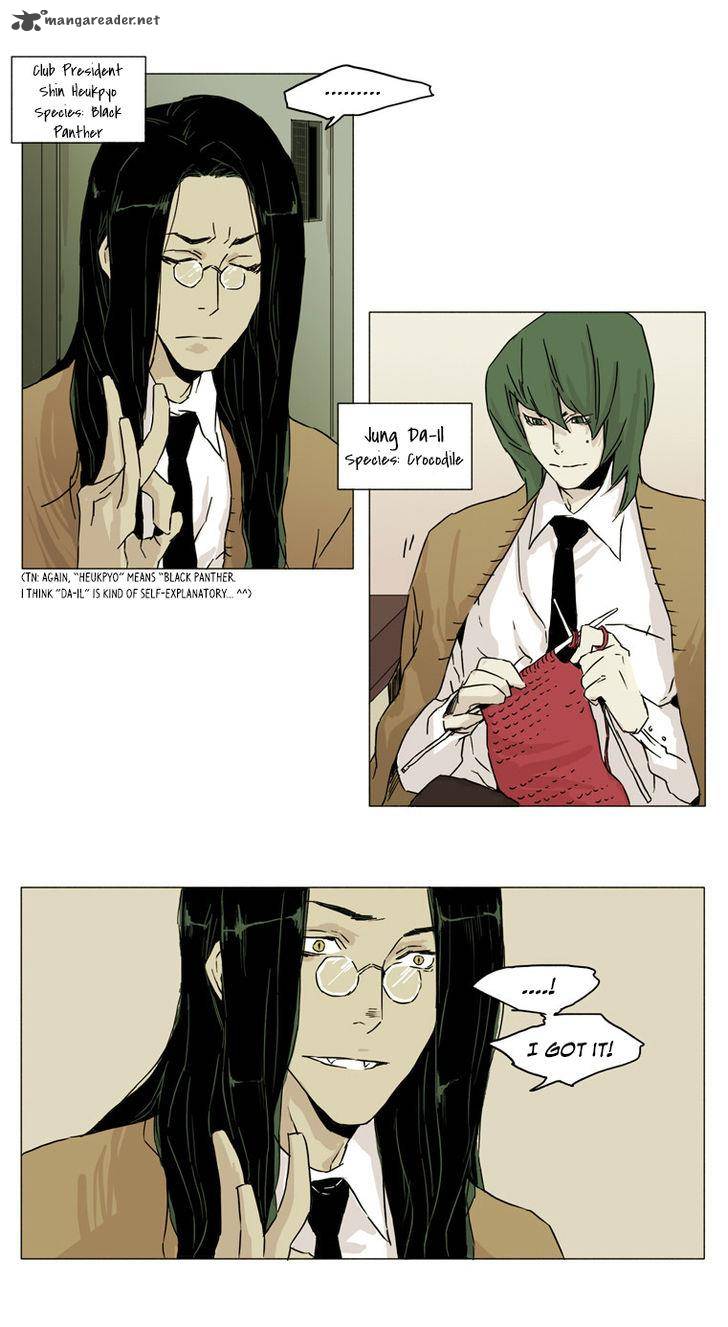 mangareader.net
Club President
Shin Heukpyo
Species: Black
Panther
.........
Jung Da-Il
Species: Crocodile
(TN: AGAIN, "HEUKPYO" MEANS "BLACK PANTHER.
I THINK "DA-IL" IS KIND OF SELF-EXPLANATORY... ^^)
.....!
I GOT IT!